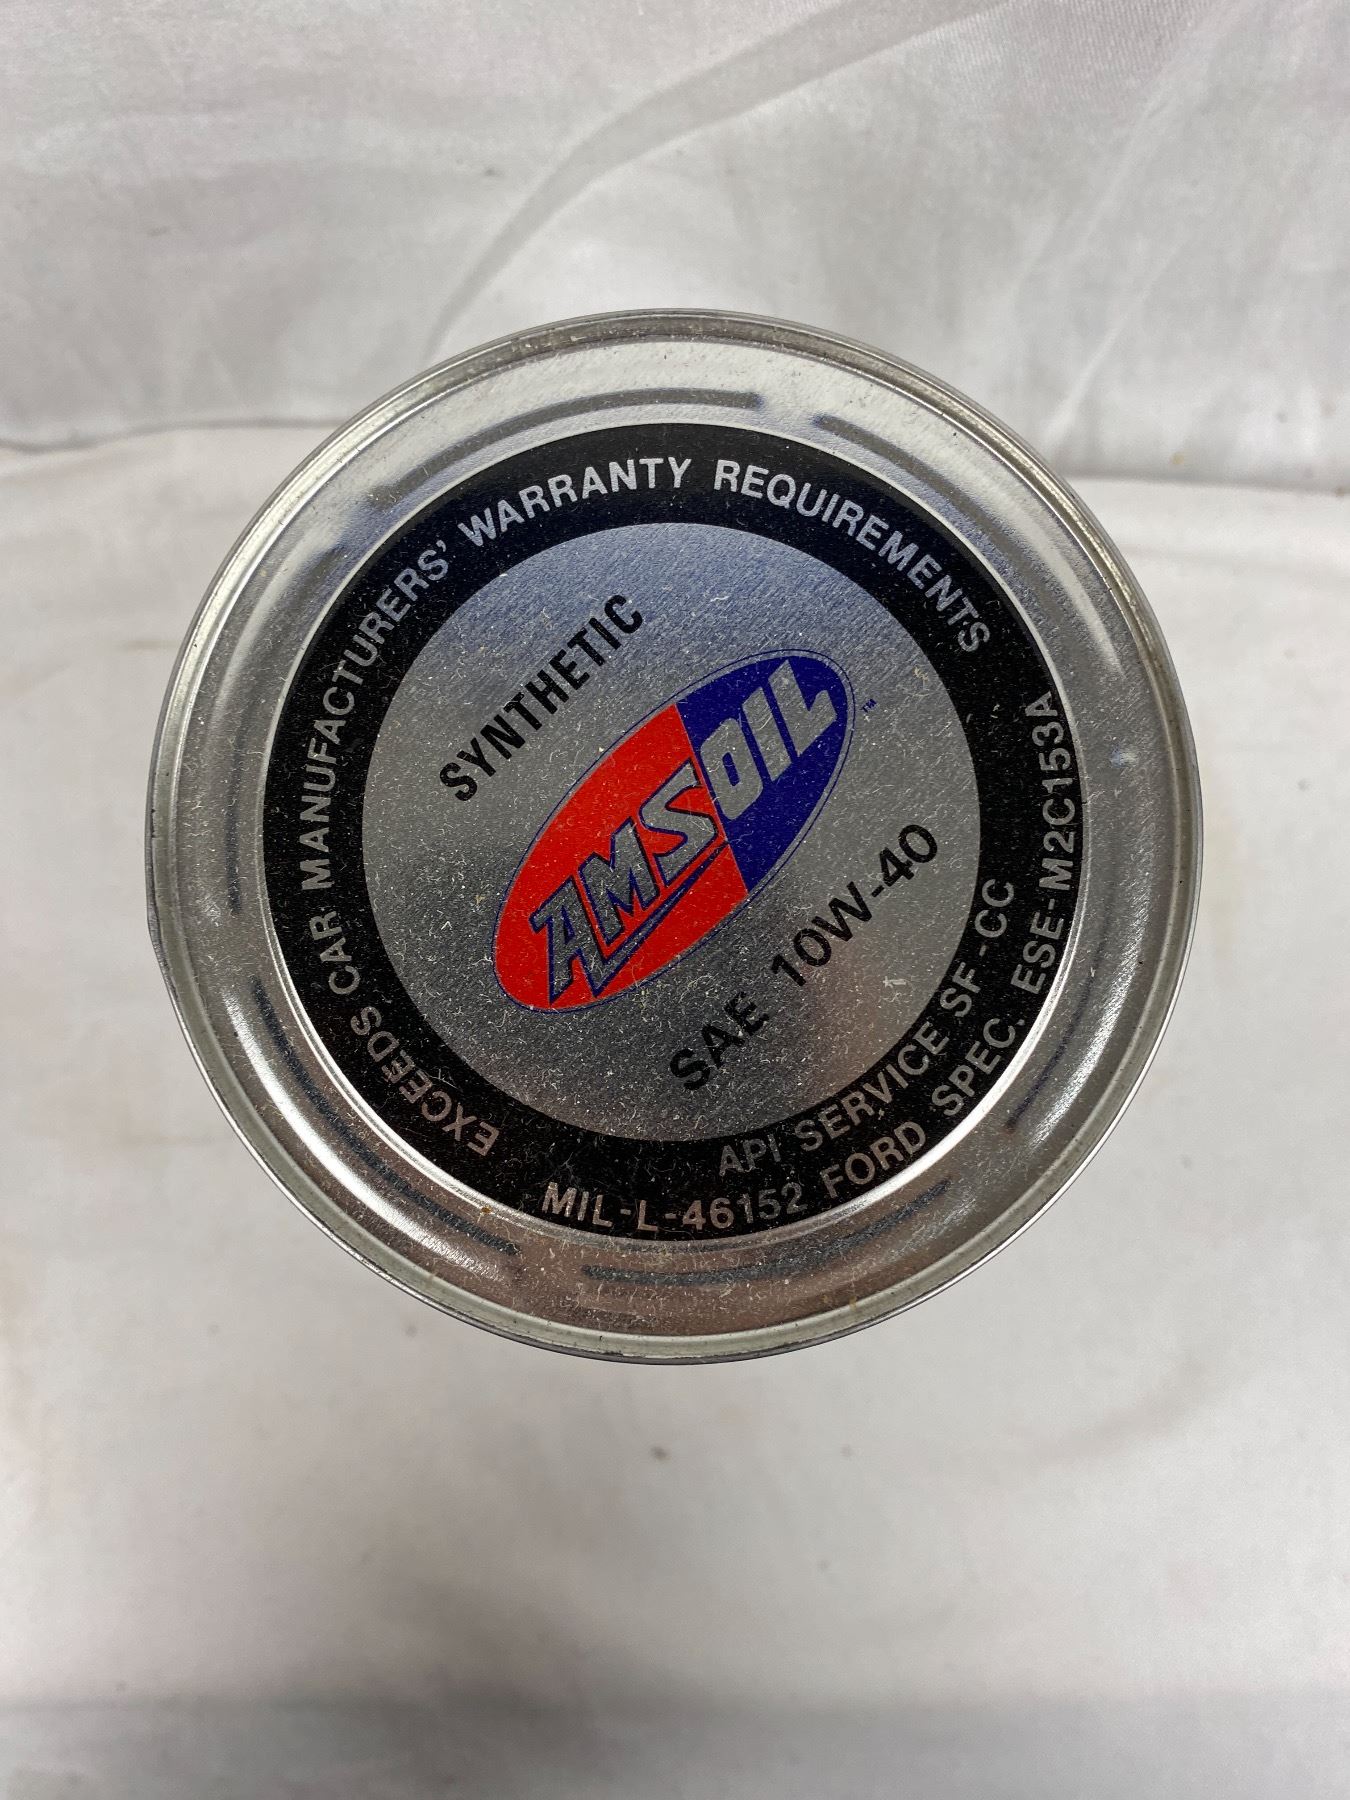 EXCEEDS CAR MANUFACTURERS' WARRANTY REQUIREMENTS
SYNTHETIC
AMSOIL™
SAE 10W-40
API SERVICE SF-CC
MIL-L-46152 FORD SPEC. ESE-M2C153A